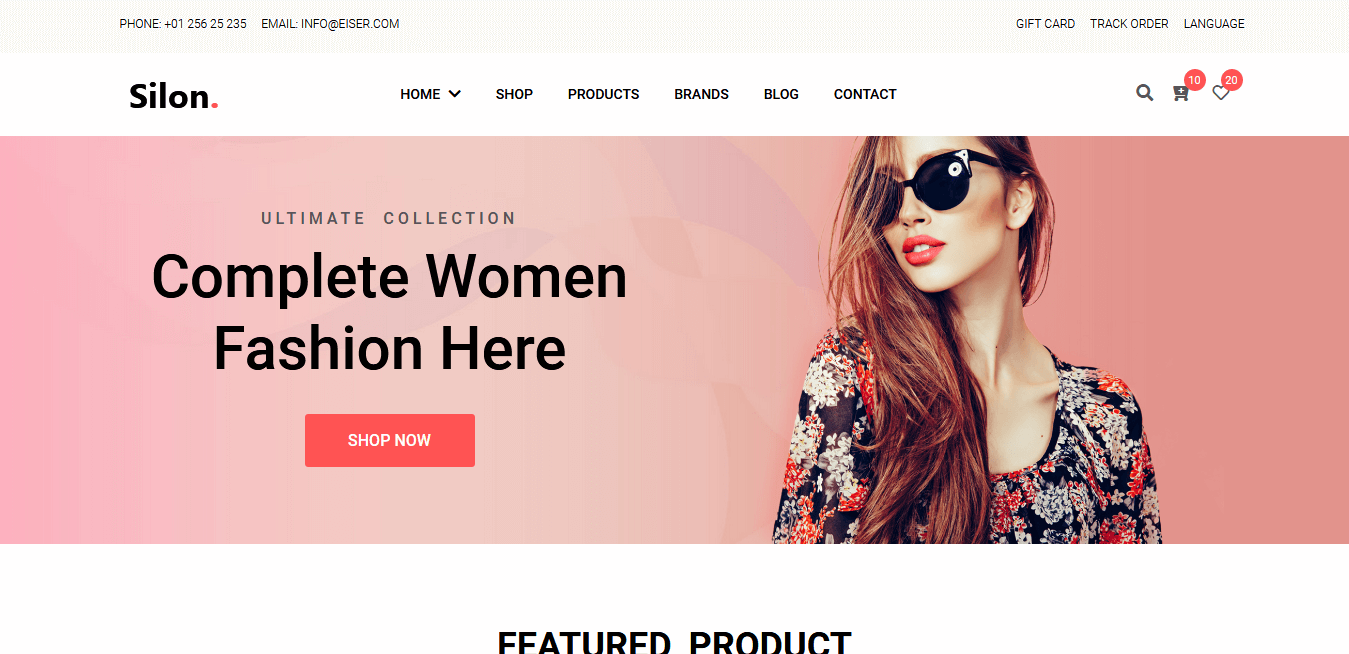 PHONE: +01 256 25 235 EMAIL: INFO@EISER.COM GIFT CARD TRACK ORDER LANGUAGE
Silon. HOME SHOP PRODUCTS BRANDS BLOG CONTACT 10 20
ULTIMATE COLLECTION
Complete Women
Fashion Here
SHOP NOW
FEATURED PRODUCT